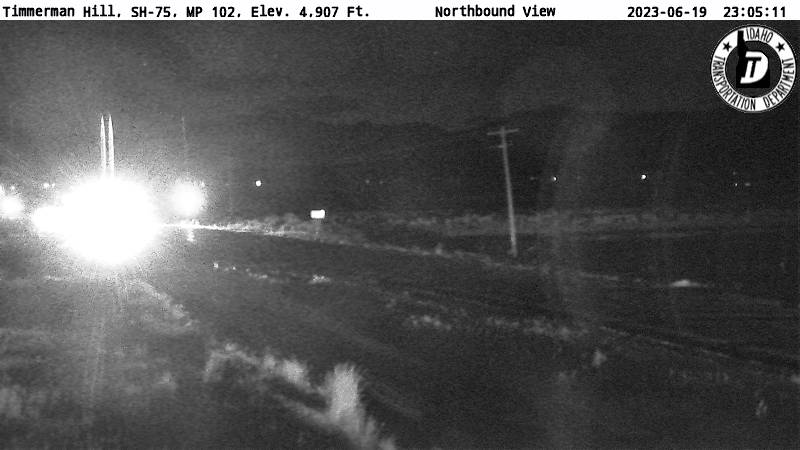 Timmerman Hill, SH-75, MP 102, Elev. 4,907 Ft. Northbound View 2023-06-19 23:05:11
IDAHO
TRANSPORTATION DEPARTMENT